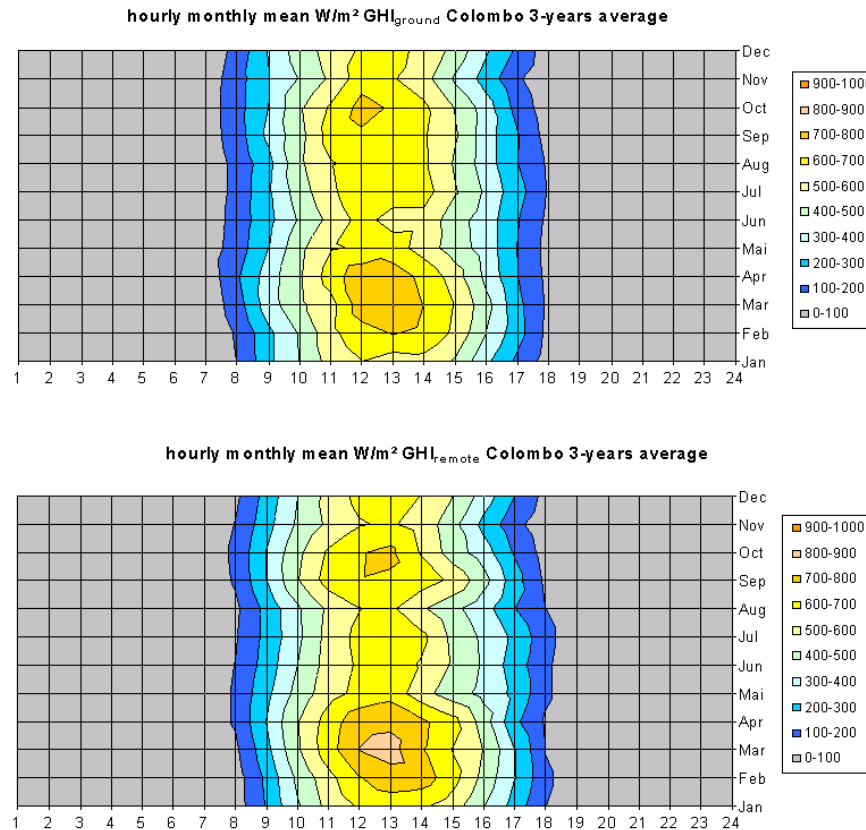 hourly monthly mean W/m² GHIground Colombo 3-years average
Dec
Nov
Oct
Sep
Aug
Jul
Jun
Mai
Apr
Mar
Feb
Jan
1 2 3 4 5 6 7 8 9 10 11 12 13 14 15 16 17 18 19 20 21 22 23 24
900-100
800-900
700-800
600-700
500-600
400-500
300-400
200-300
100-200
0-100
hourly monthly mean W/m² GHIremote Colombo 3-years average
Dec
Nov
Oct
Sep
Aug
Jul
Jun
Mai
Apr
Mar
Feb
Jan
1 2 3 4 5 6 7 8 9 10 11 12 13 14 15 16 17 18 19 20 21 22 23 24
900-1000
800-900
700-800
600-700
500-600
400-500
300-400
200-300
100-200
0-100